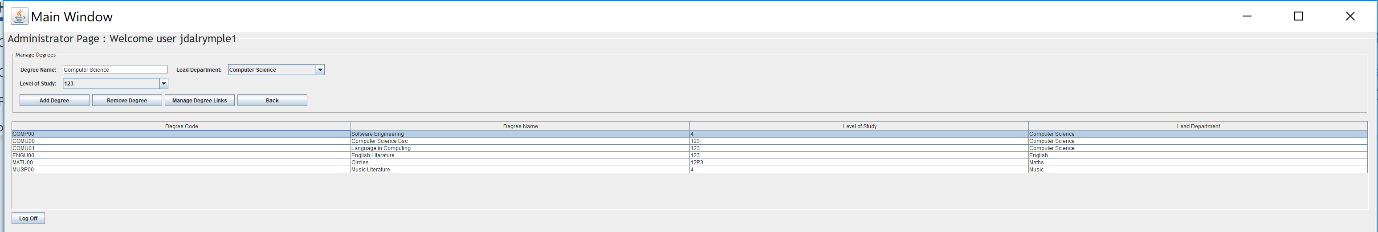 Main Window
Administrator Page : Welcome user jdalrymple1
Manage Degrees
Degree Name: Computer Science Lead Department: Computer Science
Level of Study: 123
Add Degree Remove Degree Manage Degree Links Back
Degree Code Degree Name Level of Study Lead Department
COMP00 Software Engineering 4 Computer Science
COMU00 Computer Science Bsc 123 Computer Science
COMU01 Language in Computing 123 Computer Science
ENGU00 English Literature 123 English
MATU00 Circles 12P3 Maths
MUSP00 Music Literature 4 Music
Log Off